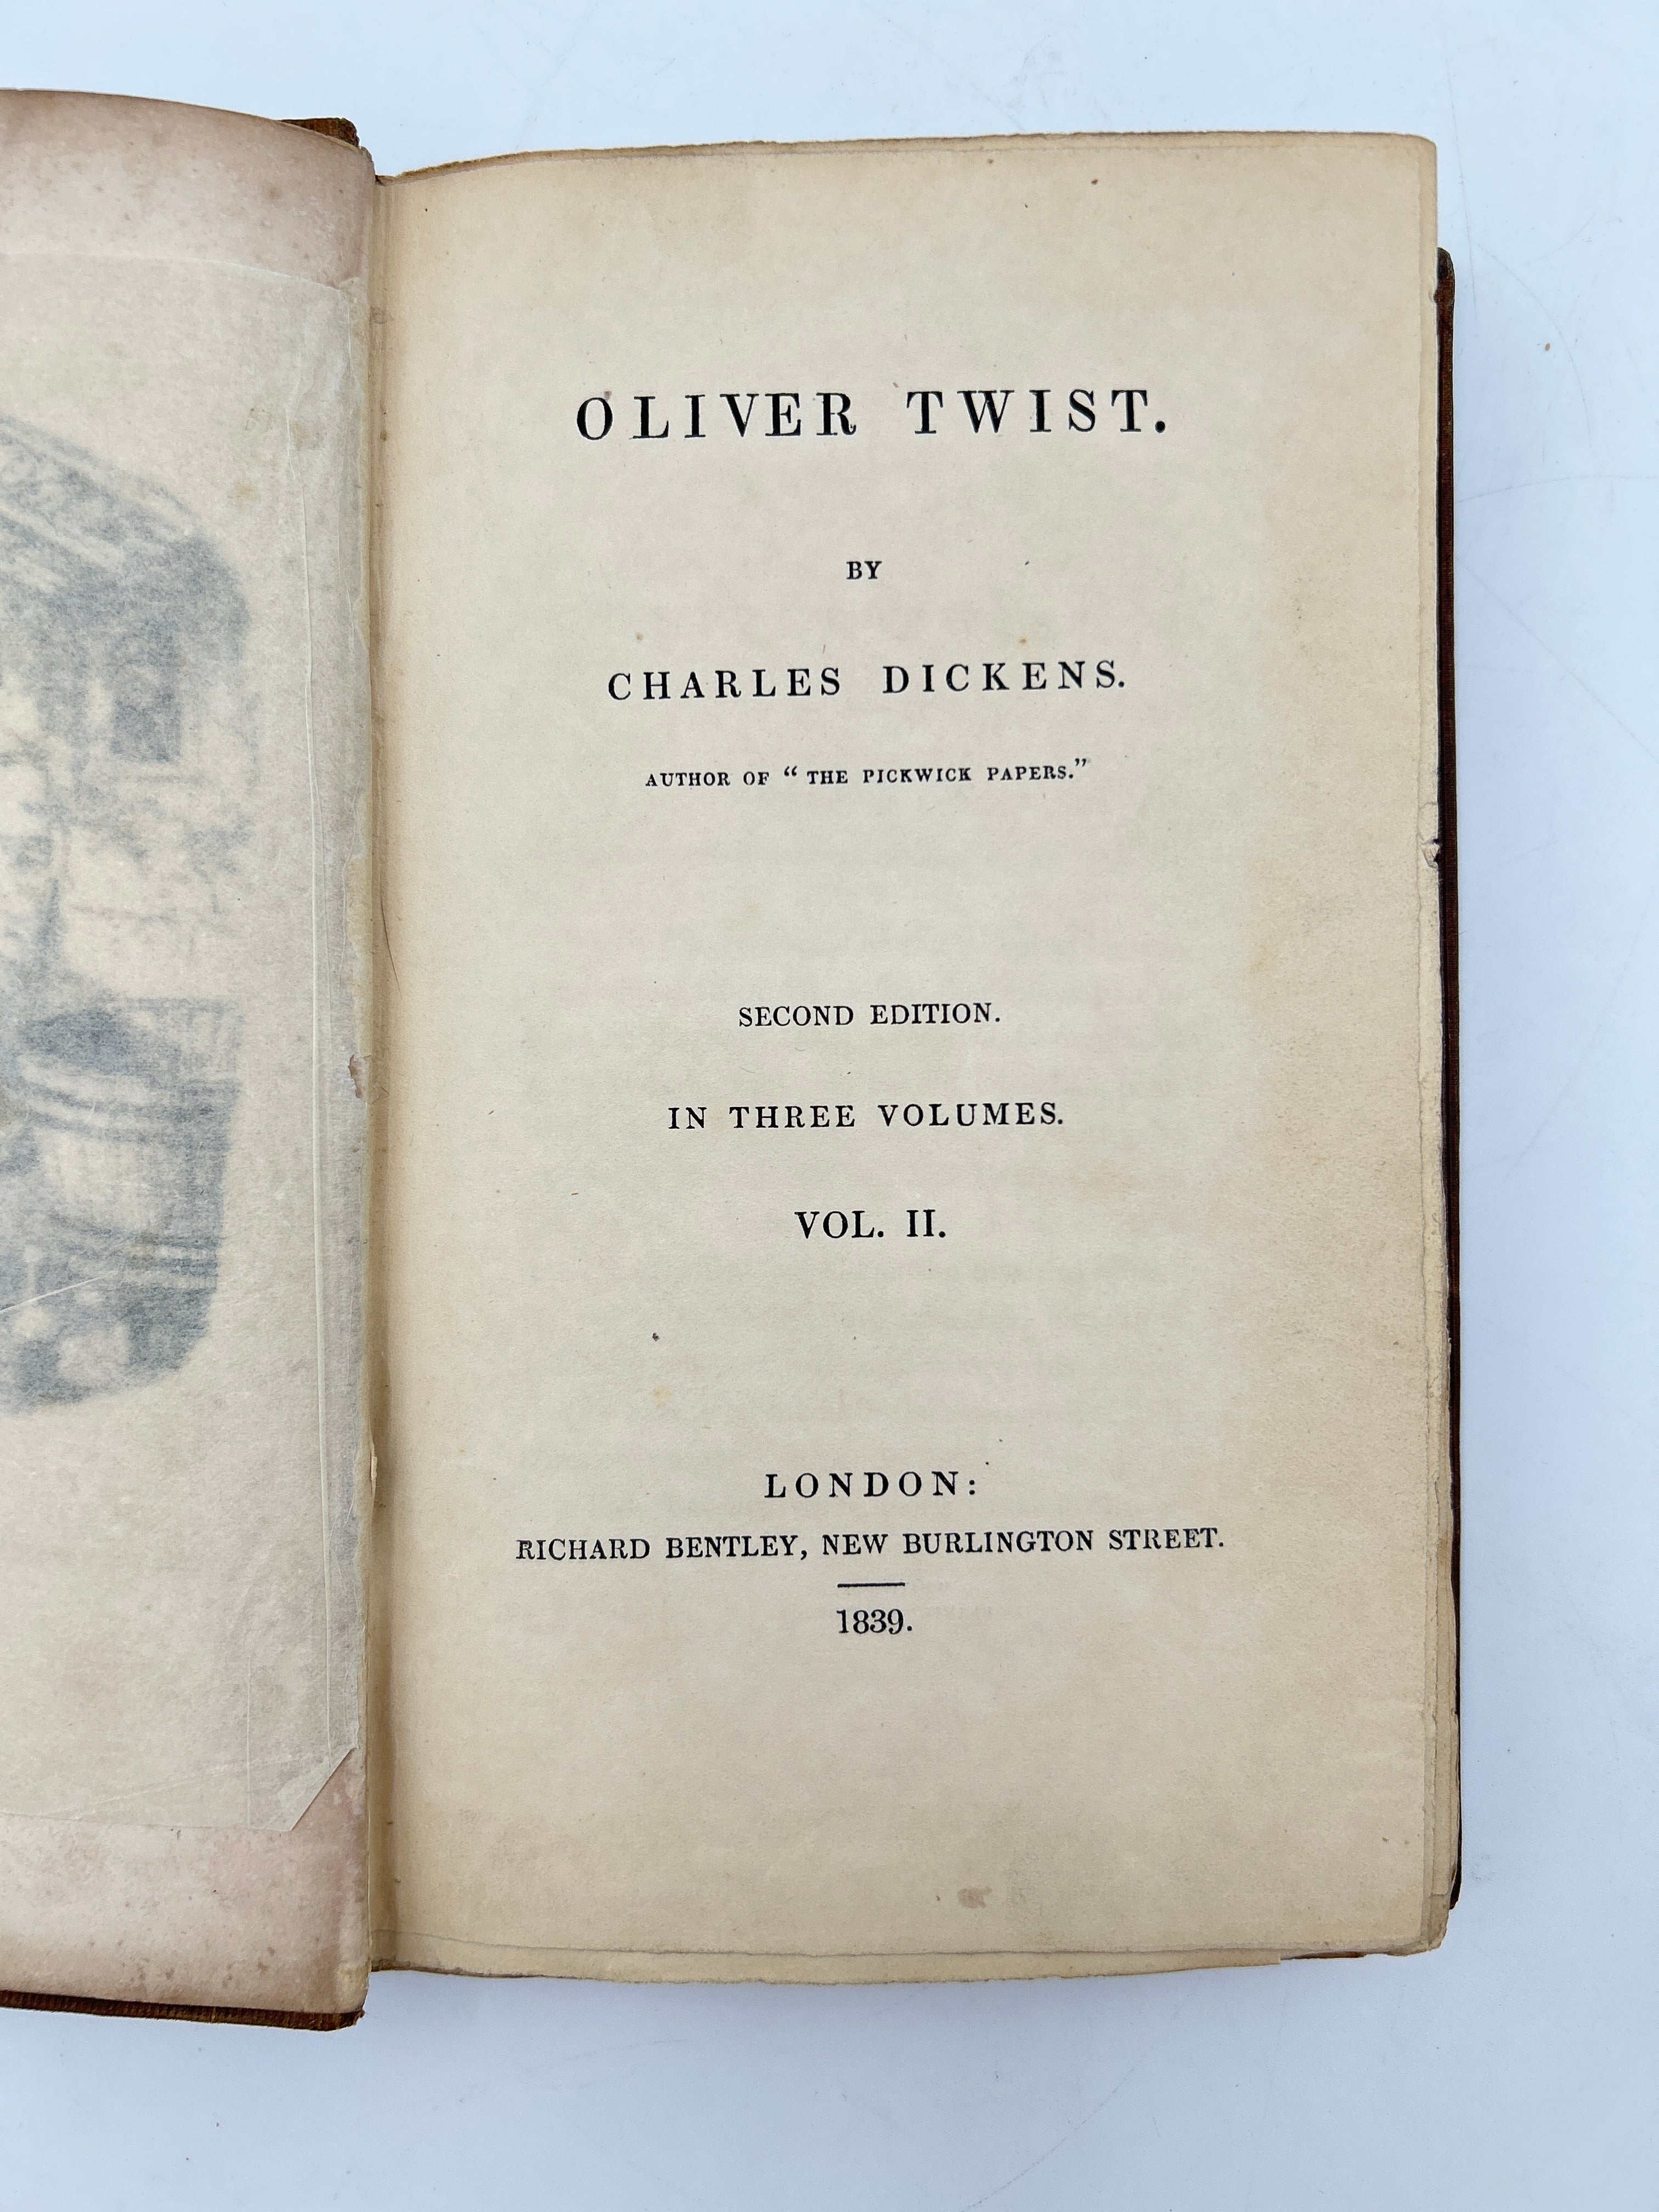 OLIVER TWIST.
BY
CHARLES DICKENS.
AUTHOR OF “ THE PICKWICK PAPERS.”
SECOND EDITION.
IN THREE VOLUMES.
VOL. II.
LONDON:
RICHARD BENTLEY, NEW BURLINGTON STREET.
1839.